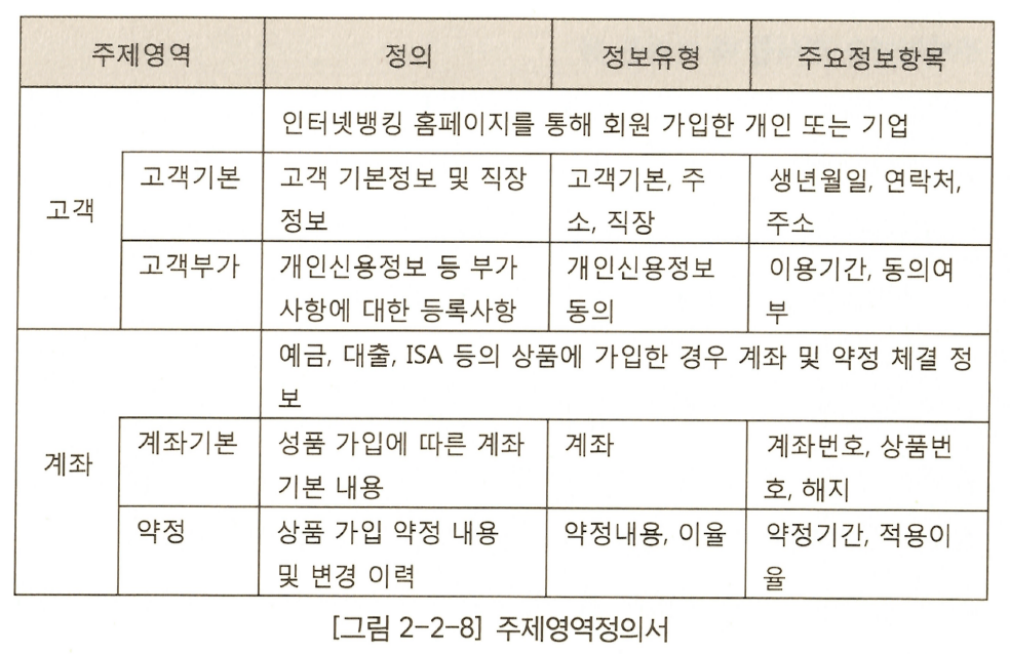 주제영역 정의 정보유형 주요정보항목
인터넷뱅킹 홈페이지를 통해 회원 가입한 개인 또는 기업
고객
고객기본 고객 기본정보 및 직장 고객기본, 주 생년월일, 연락처,
정보 소, 직장 주소
고객부가 개인신용정보 등 부가 개인신용정보 이용기간, 동의여
사항에 대한 등록사항 동의 부
예금, 대출, ISA 등의 상품에 가입한 경우 계좌 및 약정 체결 정
보
계좌
계좌기본 성품 가입에 따른 계좌 계좌 계좌번호, 상품번
기본 내용 호, 해지
약정 상품 가입 약정 내용 약정내용, 이율 약정기간, 적용이
및 변경 이력 율
[그림 2-2-8] 주제영역정의서